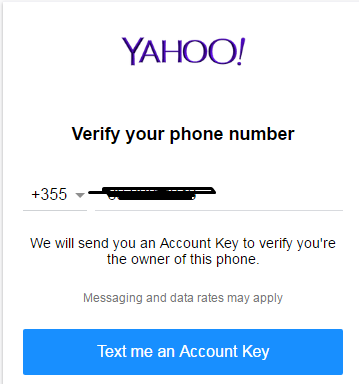 YAHOO!
Verify your phone number
+355
We will send you an Account Key to verify you're
the owner of this phone.
Messaging and data rates may apply
Text me an Account Key